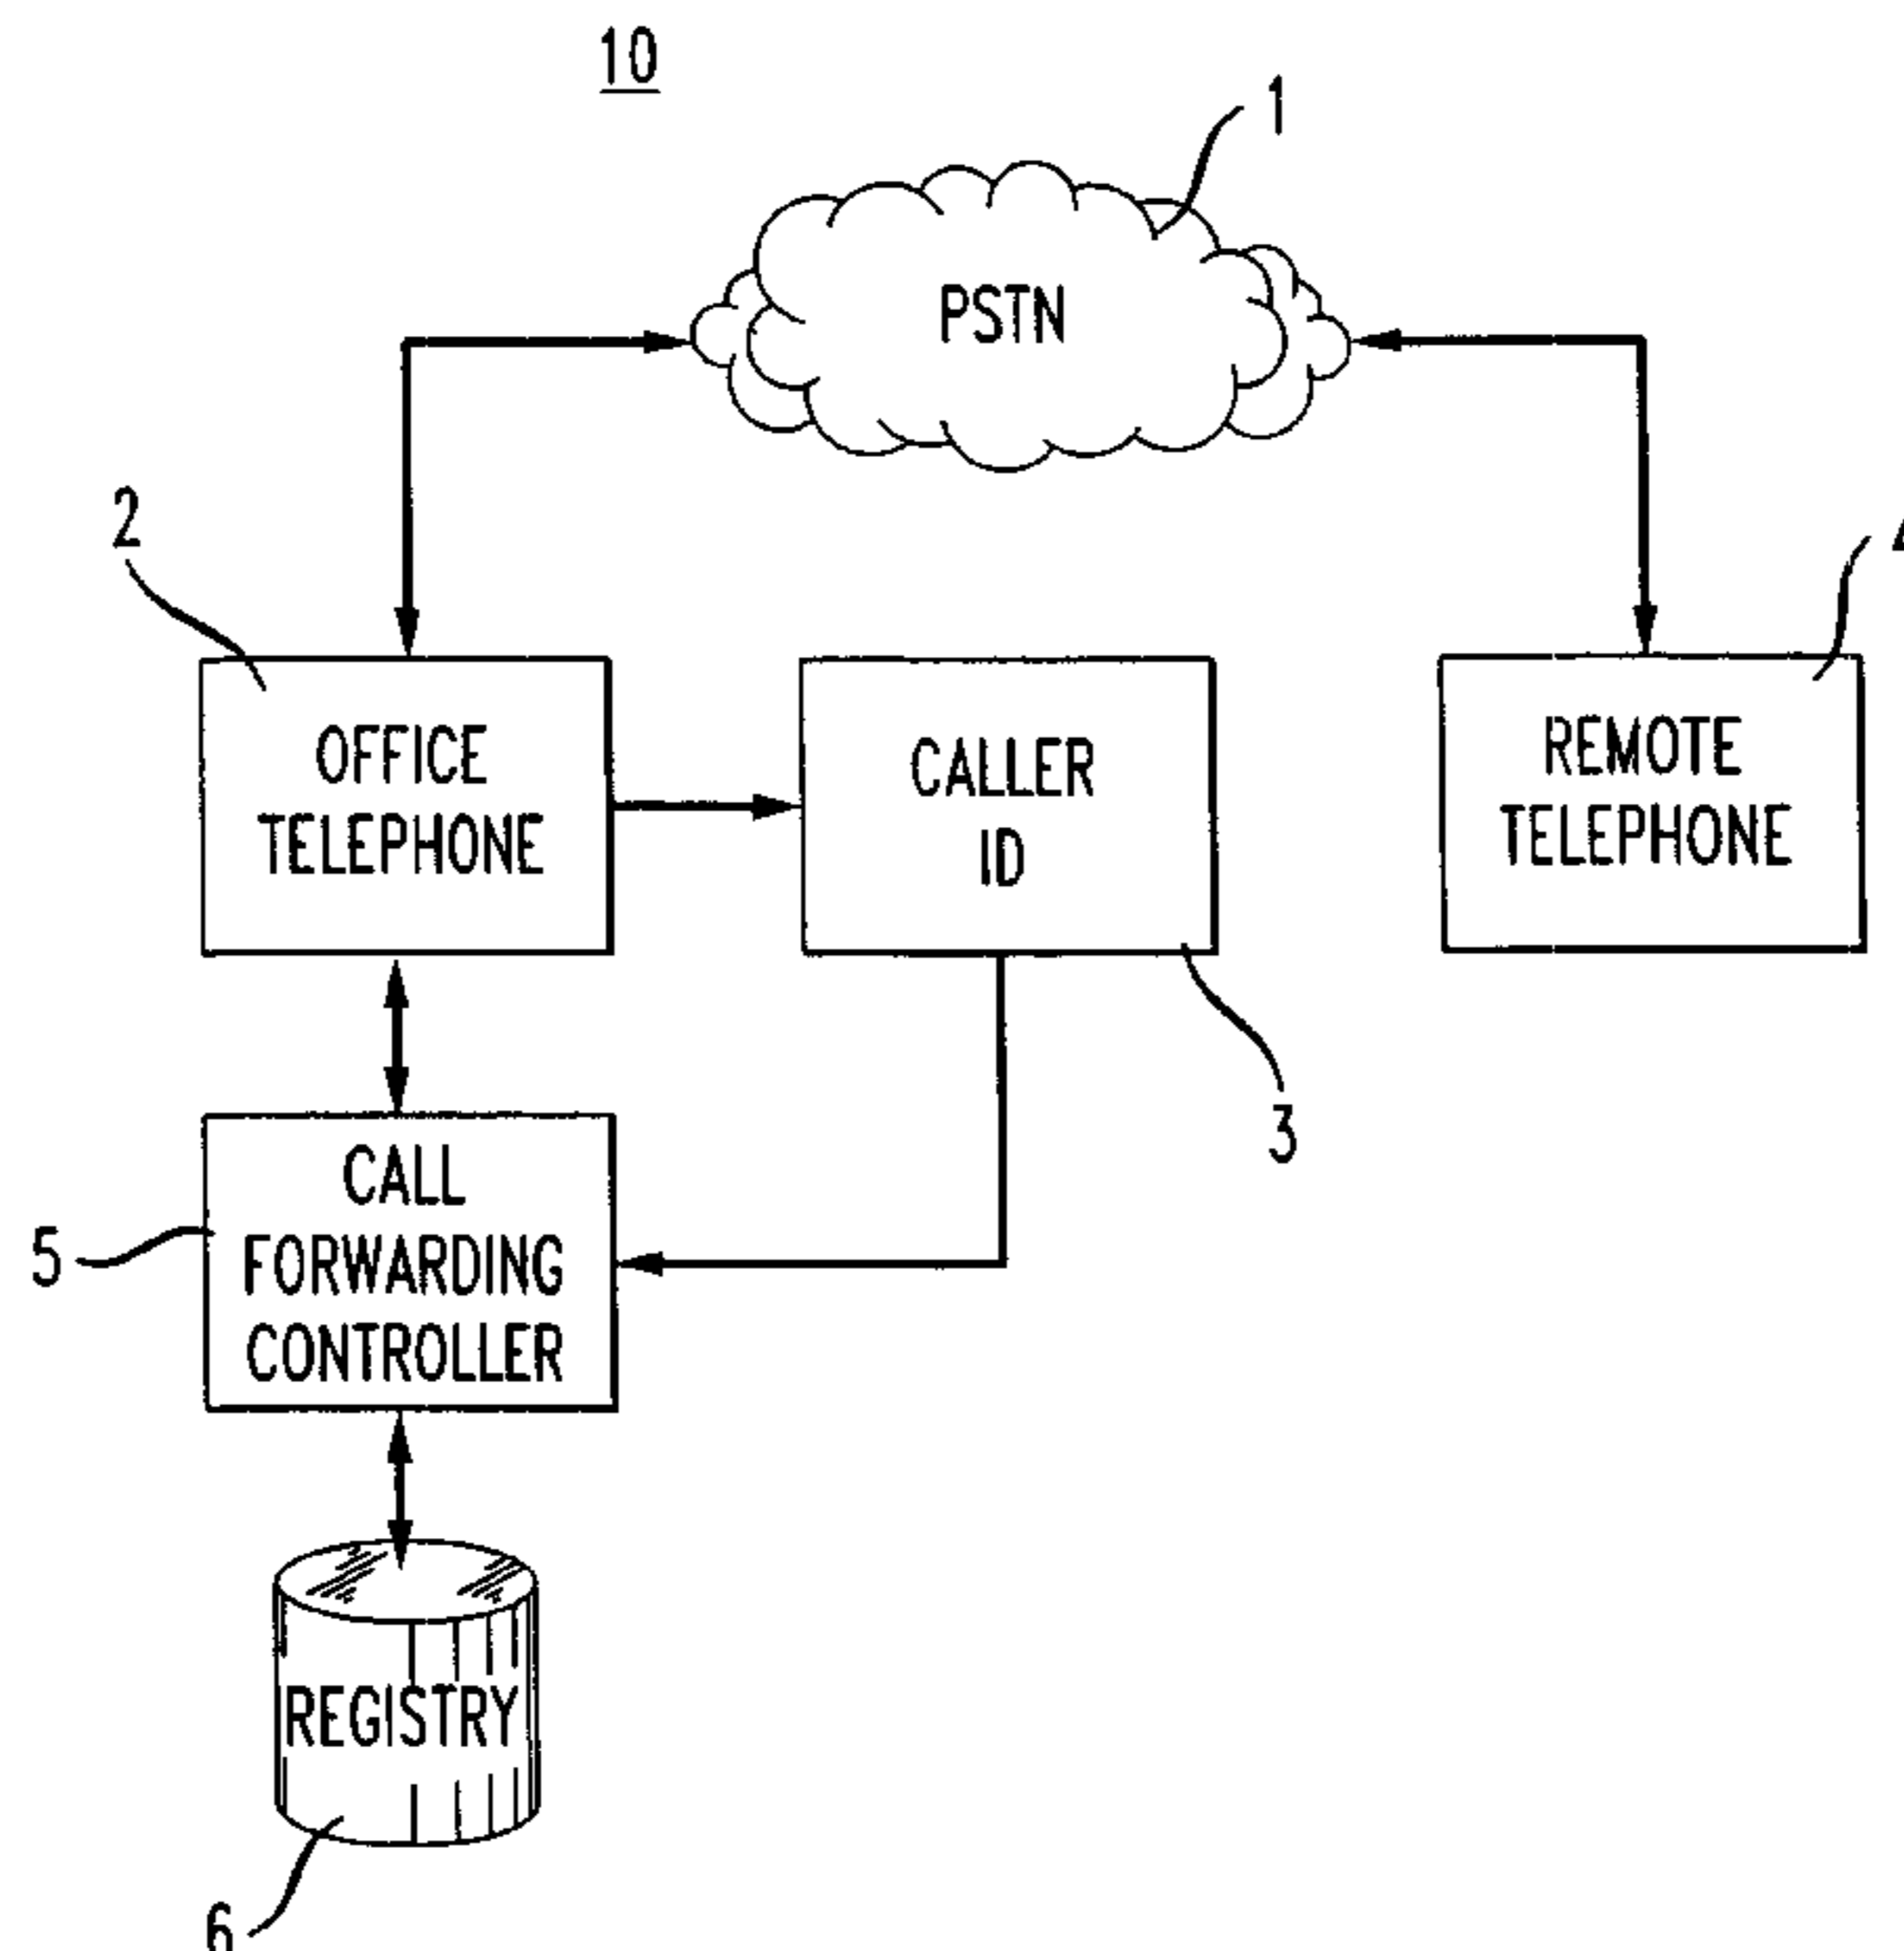 10
1
PSTN
2
4
OFFICE
TELEPHONE
CALLER
ID
REMOTE
TELEPHONE
3
5
CALL
FORWARDING
CONTROLLER
REGISTRY
6